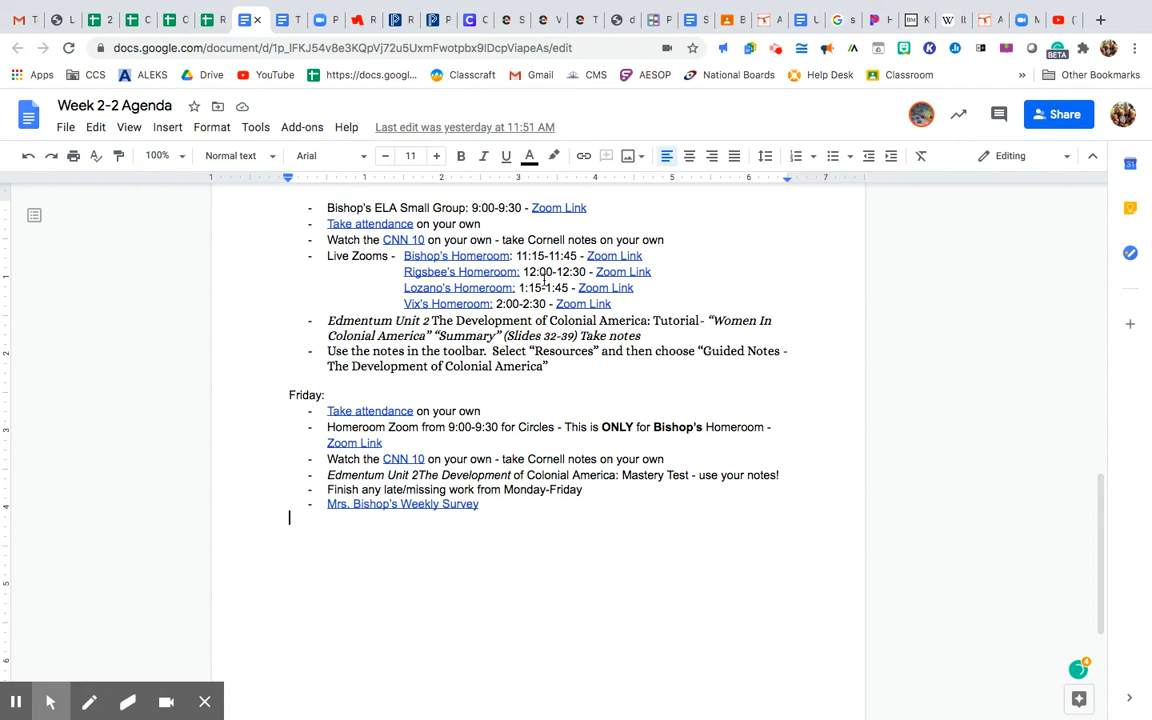 docs.google.com/document/d/1p_lFKJ54v8e3KQpVj72u5UxmFwotpbx9lDcpViapeAs/edit
Apps CCS ALEKS Drive YouTube https://docs.goog... Classcraft Gmail CMS AESOP National Boards Help Desk Classroom » Other Bookmarks
Week 2-2 Agenda
File Edit View Insert Format Tools Add-ons Help Last edit was yesterday at 11:51 AM
Share
100% Normal text Arial 11 Editing
1 1 2 3 4 5 6 7
- Bishop's ELA Small Group: 9:00-9:30 - Zoom Link
- Take attendance on your own
- Watch the CNN 10 on your own - take Cornell notes on your own
- Live Zooms - Bishop's Homeroom: 11:15-11:45 - Zoom Link
Rigsbee's Homeroom: 12:00-12:30 - Zoom Link
Lozano's Homeroom: 1:15-1:45 - Zoom Link
Vix's Homeroom: 2:00-2:30 - Zoom Link
- Edmentum Unit 2 The Development of Colonial America: Tutorial- “Women In
Colonial America” “Summary” (Slides 32-39) Take notes
- Use the notes in the toolbar. Select “Resources” and then choose “Guided Notes -
The Development of Colonial America”
Friday:
- Take attendance on your own
- Homeroom Zoom from 9:00-9:30 for Circles - This is ONLY for Bishop's Homeroom -
Zoom Link
- Watch the CNN 10 on your own - take Cornell notes on your own
- Edmentum Unit 2The Development of Colonial America: Mastery Test - use your notes!
- Finish any late/missing work from Monday-Friday
- Mrs. Bishop's Weekly Survey